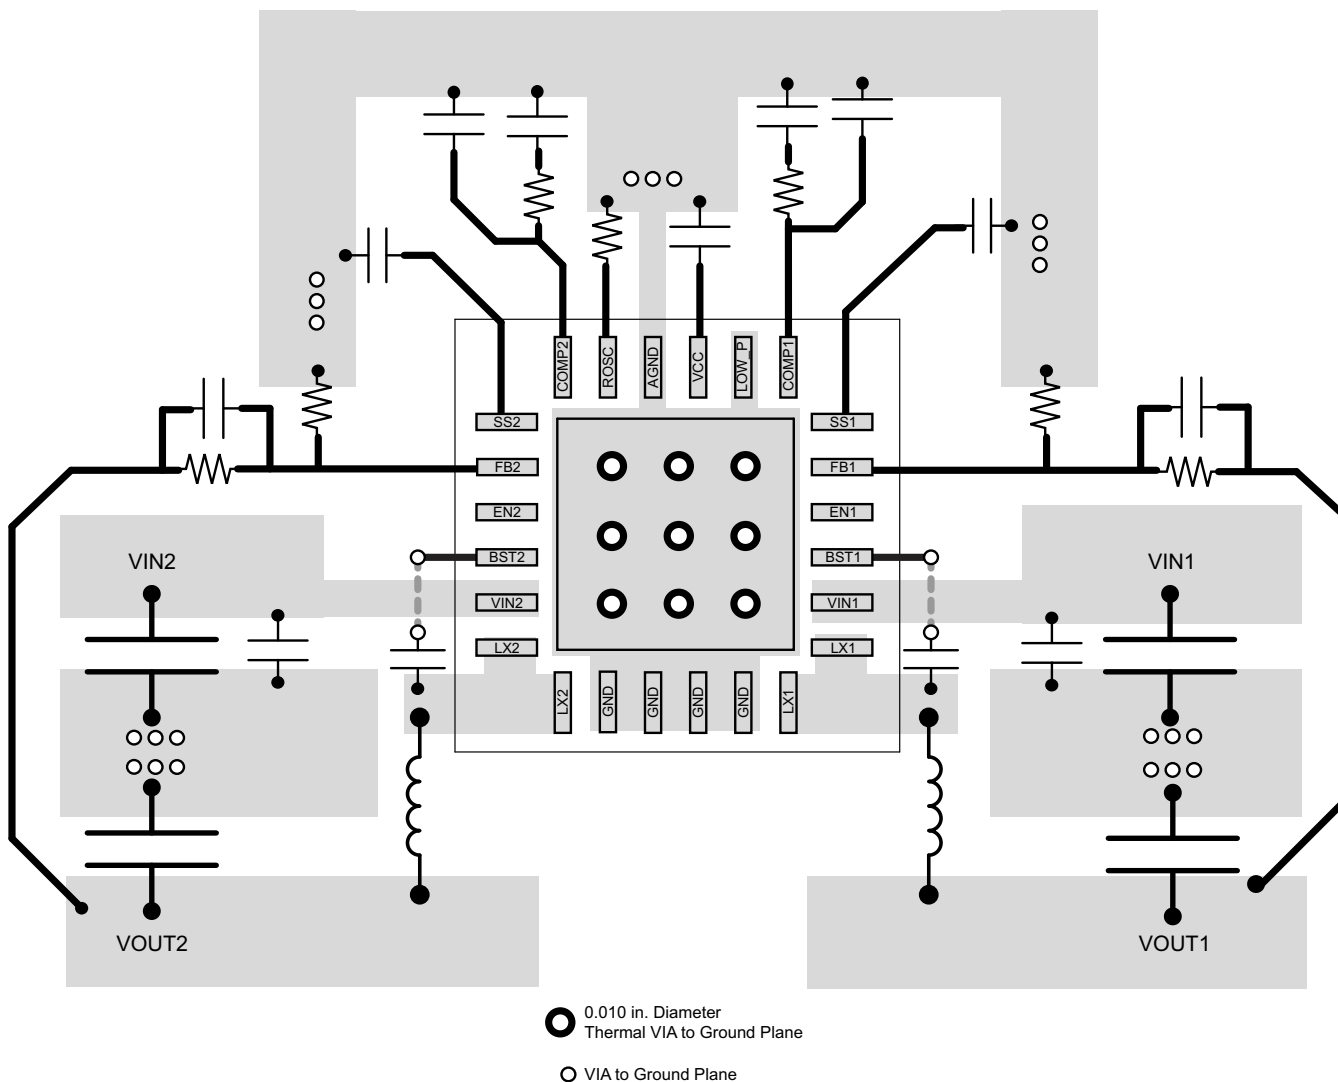 COMP2
ROSC
AGND
VCC
LOW_P
COMP1
SS2
SS1
FB2
FB1
EN2
EN1
BST2
BST1
VIN2
VIN1
VIN2
VIN1
LX2
LX1
LX2
GND
GND
GND
GND
LX1
VOUT2
VOUT1
0.010 in. Diameter
Thermal VIA to Ground Plane
VIA to Ground Plane